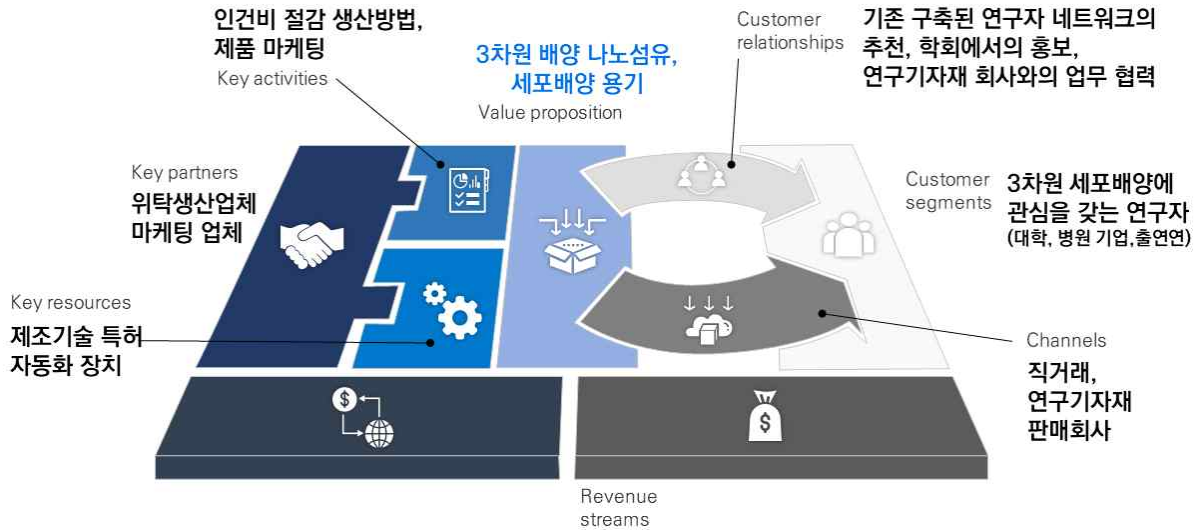 인건비 절감 생산방법,
제품 마케팅
Key activities
3차원 배양 나노섬유,
세포배양 용기
Value proposition
Customer
relationships
기존 구축된 연구자 네트워크의
추천, 학회에서의 홍보,
연구기자재 회사와의 업무 협력
Key partners
위탁생산업체
마케팅 업체
Customer
segments
3차원 세포배양에
관심을 갖는 연구자
(대학, 병원 기업,출연연)
Key resources
제조기술 특허
자동화 장치
Channels
직거래,
연구기자재
판매회사
$
$
Revenue
streams